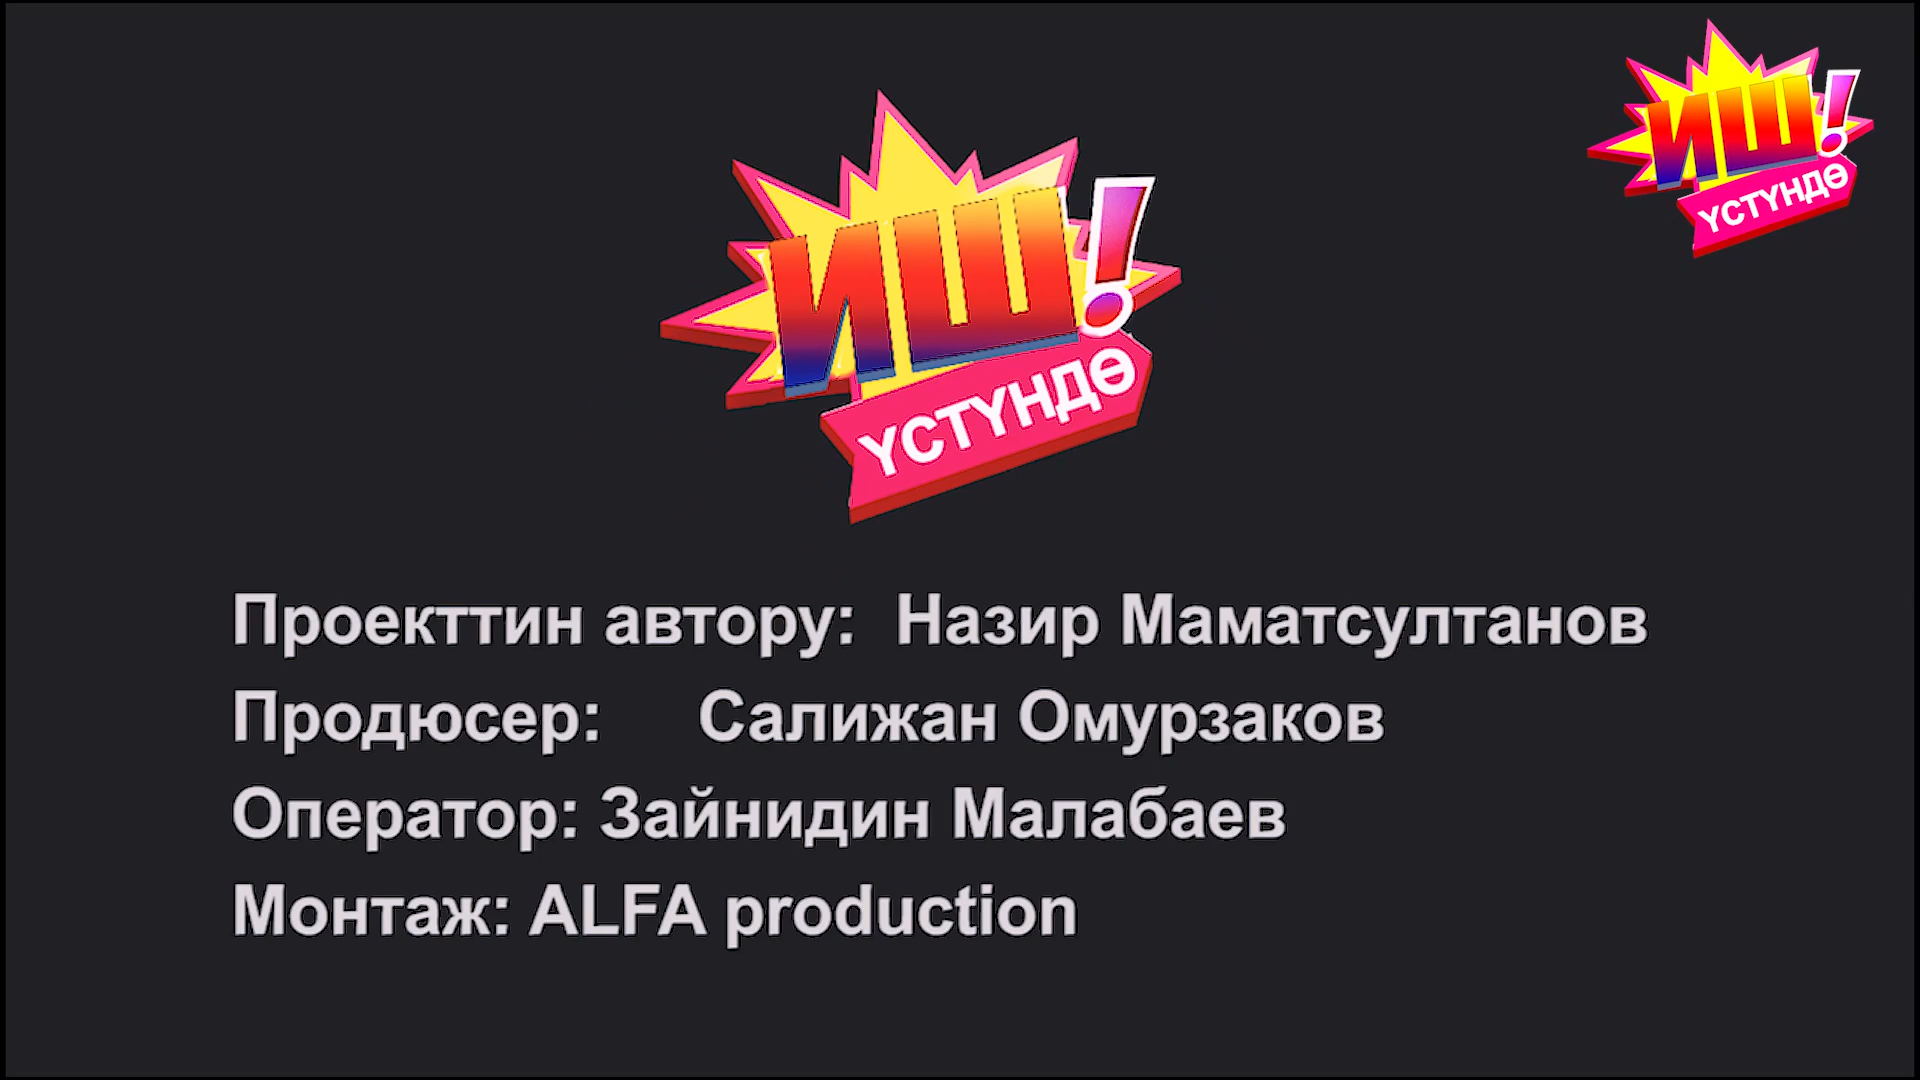 ИШ!
ҮСТҮНДӨ
ИШ!
ҮСТҮНДӨ
Проекттин автору: Назир Маматсултанов
Продюсер: Салижан Омурзаков
Оператор: Зайнидин Малабаев
Монтаж: ALFA production